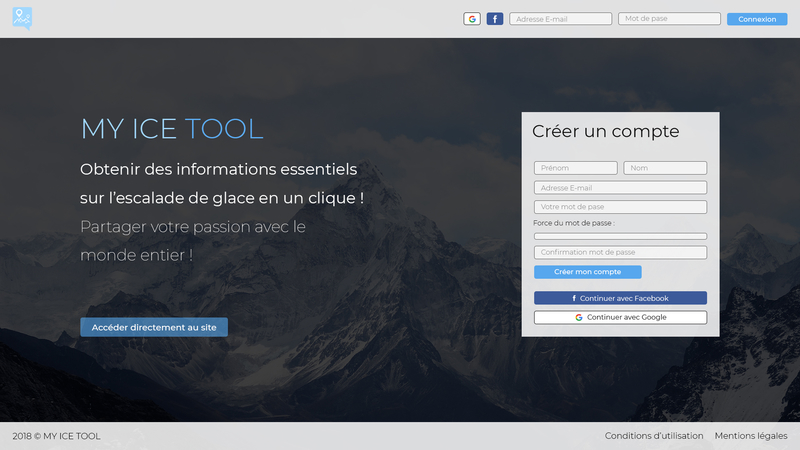 Adresse E-mail
Mot de pase
Connexion
MY ICE TOOL
Obtenir des informations essentiels
sur l'escalade de glace en un clique !
Partager votre passion avec le
monde entier !
Accéder directement au site
Créer un compte
Prénom
Nom
Adresse E-mail
Votre mot de pase
Force du mot de passe :
Confirmation mot de passe
Créer mon compte
Continuer avec Facebook
Continuer avec Google
2018 © MY ICE TOOL
Conditions d'utilisation
Mentions légales